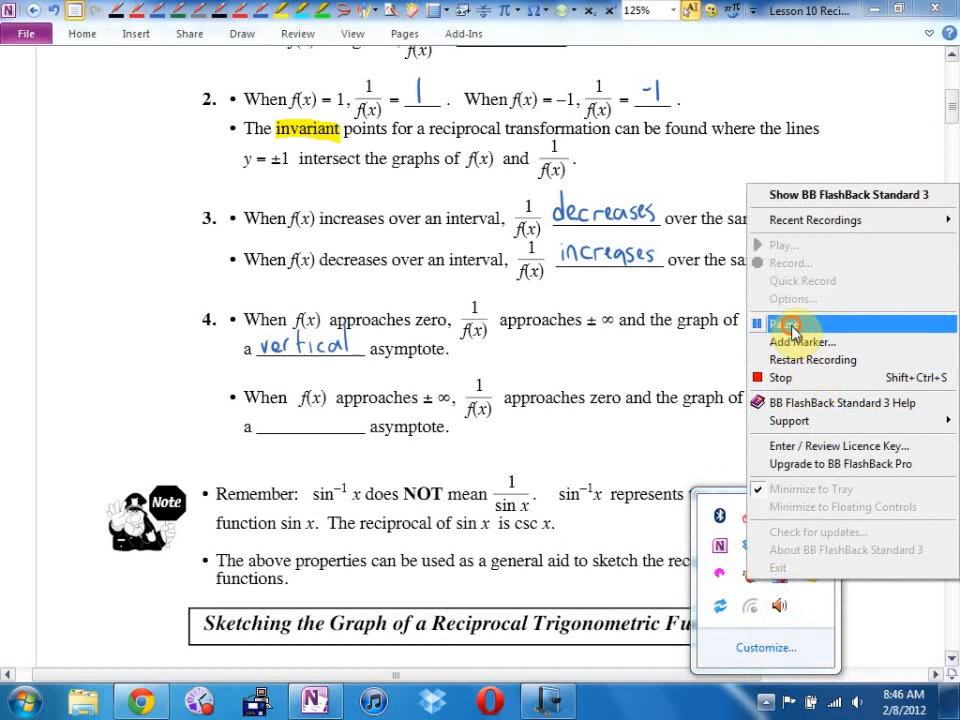 125%
Lesson 10 Reci...
File Home Insert Share Draw Review View Pages Add-Ins
f(x)
2. • When f(x) = 1, 1/f(x) = 1 . When f(x) = –1, 1/f(x) = -1 .
• The invariant points for a reciprocal transformation can be found where the lines
y = ±1 intersect the graphs of f(x) and 1/f(x).
3. • When f(x) increases over an interval, 1/f(x) decreases over the sa
• When f(x) decreases over an interval, 1/f(x) increases over the sa
4. • When f(x) approaches zero, 1/f(x) approaches ± ∞ and the graph of
a vertical asymptote.
• When f(x) approaches ± ∞, 1/f(x) approaches zero and the graph of
a ____________ asymptote.
Note
• Remember: sin⁻¹ x does NOT mean 1/sin x. sin⁻¹x represents
function sin x. The reciprocal of sin x is csc x.
• The above properties can be used as a general aid to sketch the rec
functions.
Sketching the Graph of a Reciprocal Trigonometric Fu
Show BB FlashBack Standard 3
Recent Recordings
Play...
Record...
Quick Record
Options...
Pause
Add Marker...
Restart Recording
Stop Shift+Ctrl+S
BB FlashBack Standard 3 Help
Support
Enter / Review Licence Key...
Upgrade to BB FlashBack Pro
Minimize to Tray
Minimize to Floating Controls
Check for updates...
About BB FlashBack Standard 3
Exit
Customize...
8:46 AM
2/8/2012